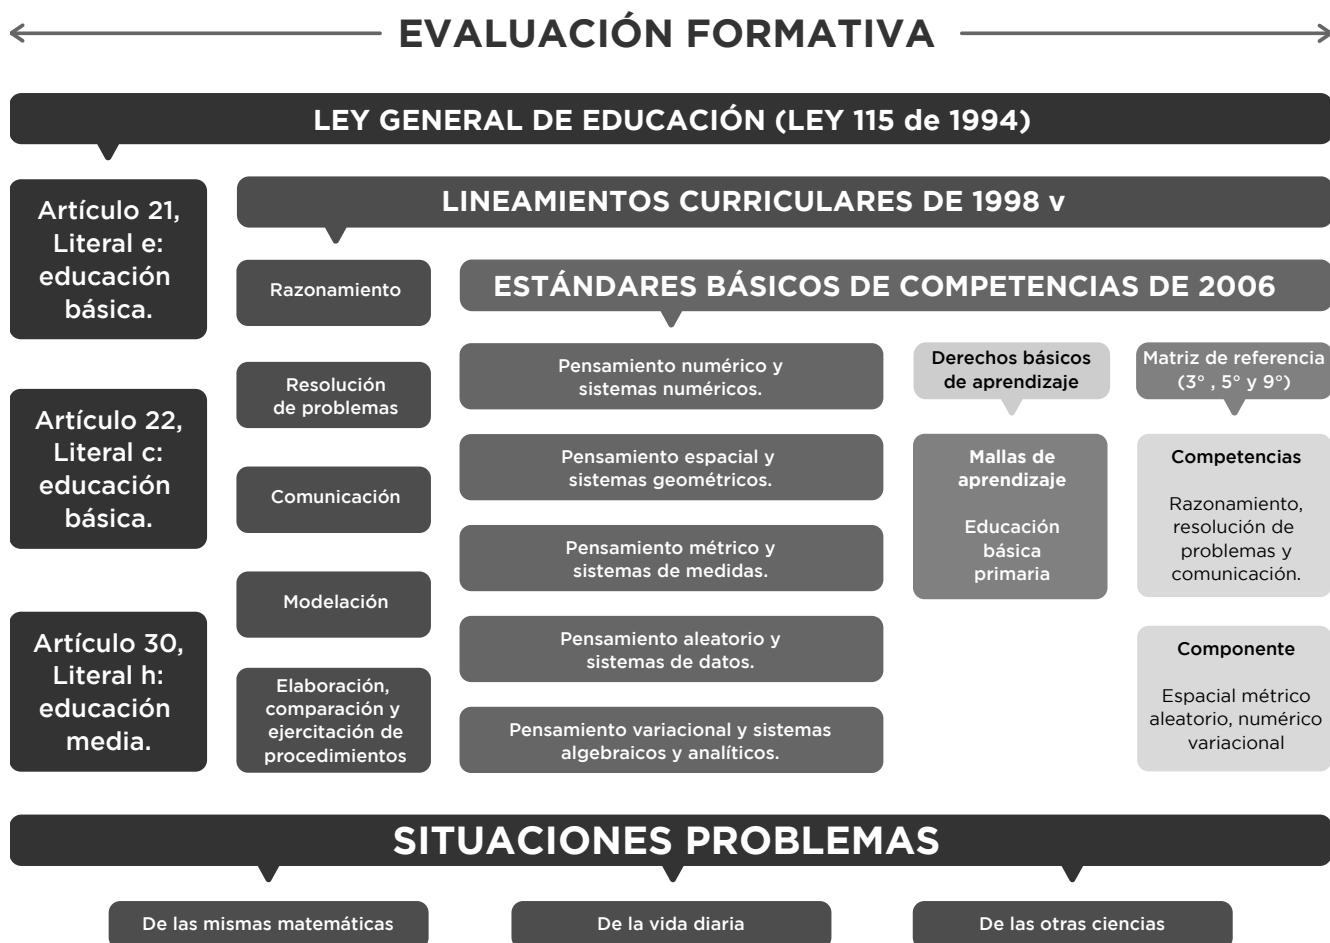 EVALUACIÓN FORMATIVA
LEY GENERAL DE EDUCACIÓN (LEY 115 de 1994)
Artículo 21,
Literal e:
educación
básica.
Artículo 22,
Literal c:
educación
básica.
Artículo 30,
Literal h:
educación
media.
LINEAMIENTOS CURRICULARES DE 1998 v
Razonamiento
Resolución
de problemas
Comunicación
Modelación
Elaboración,
comparación y
ejercitación de
procedimientos
ESTÁNDARES BÁSICOS DE COMPETENCIAS DE 2006
Pensamiento numérico y
sistemas numéricos.
Pensamiento espacial y
sistemas geométricos.
Pensamiento métrico y
sistemas de medidas.
Pensamiento aleatorio y
sistemas de datos.
Pensamiento variacional y sistemas
algebraicos y analíticos.
Derechos básicos
de aprendizaje
Mallas de
aprendizaje
Educación
básica
primaria
Matriz de referencia
(3° , 5° y 9°)
Competencias
Razonamiento,
resolución de
problemas y
comunicación.
Componente
Espacial métrico
aleatorio, numérico
variacional
SITUACIONES PROBLEMAS
De las mismas matemáticas
De la vida diaria
De las otras ciencias